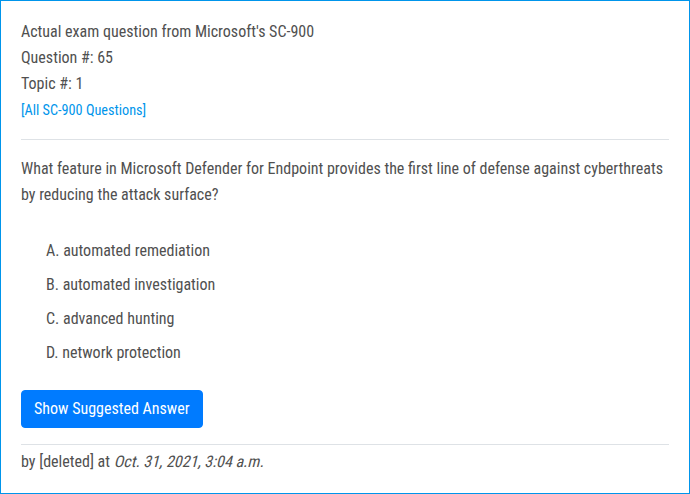 Actual exam question from Microsoft's SC-900
Question #: 65
Topic #: 1
[All SC-900 Questions]
What feature in Microsoft Defender for Endpoint provides the first line of defense against cyberthreats
by reducing the attack surface?
A. automated remediation
B. automated investigation
C. advanced hunting
D. network protection
Show Suggested Answer
by [deleted] at Oct. 31, 2021, 3:04 a.m.